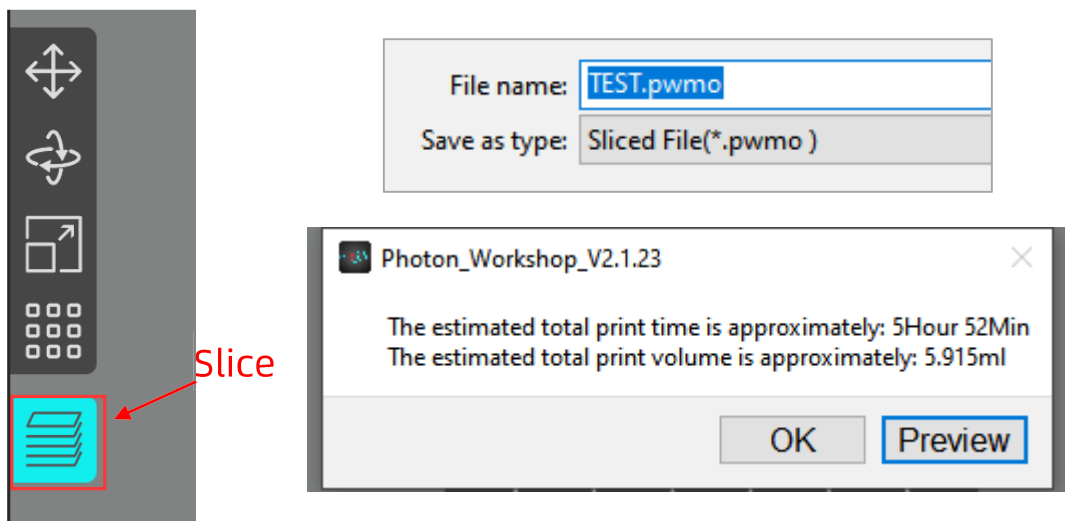 File name: TEST.pwmo
Save as type: Sliced File(*.pwmo )
Slice
Photon_Workshop_V2.1.23
The estimated total print time is approximately: 5Hour 52Min
The estimated total print volume is approximately: 5.915ml
OK Preview